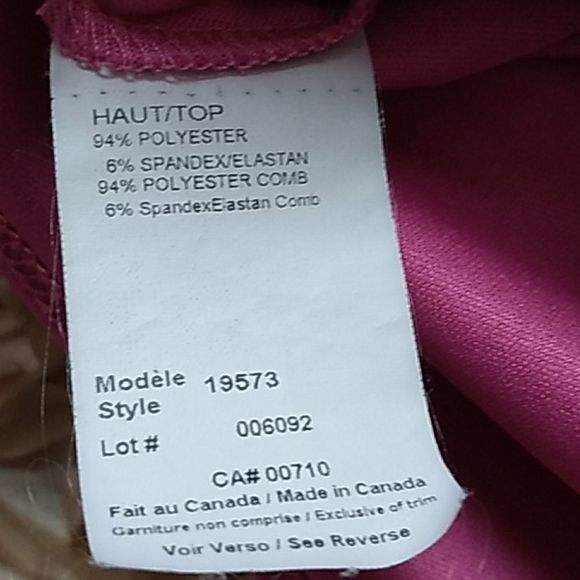 HAUT/TOP
94% POLYESTER
6% SPANDEX/ELASTAN
94% POLYESTER COMB
6% SpandexElastan Comb
Modèle 19573
Style
Lot # 006092
CA# 00710
Fait au Canada / Made in Canada
Garniture non comprise / Exclusive of trim
Voir Verso / See Reverse